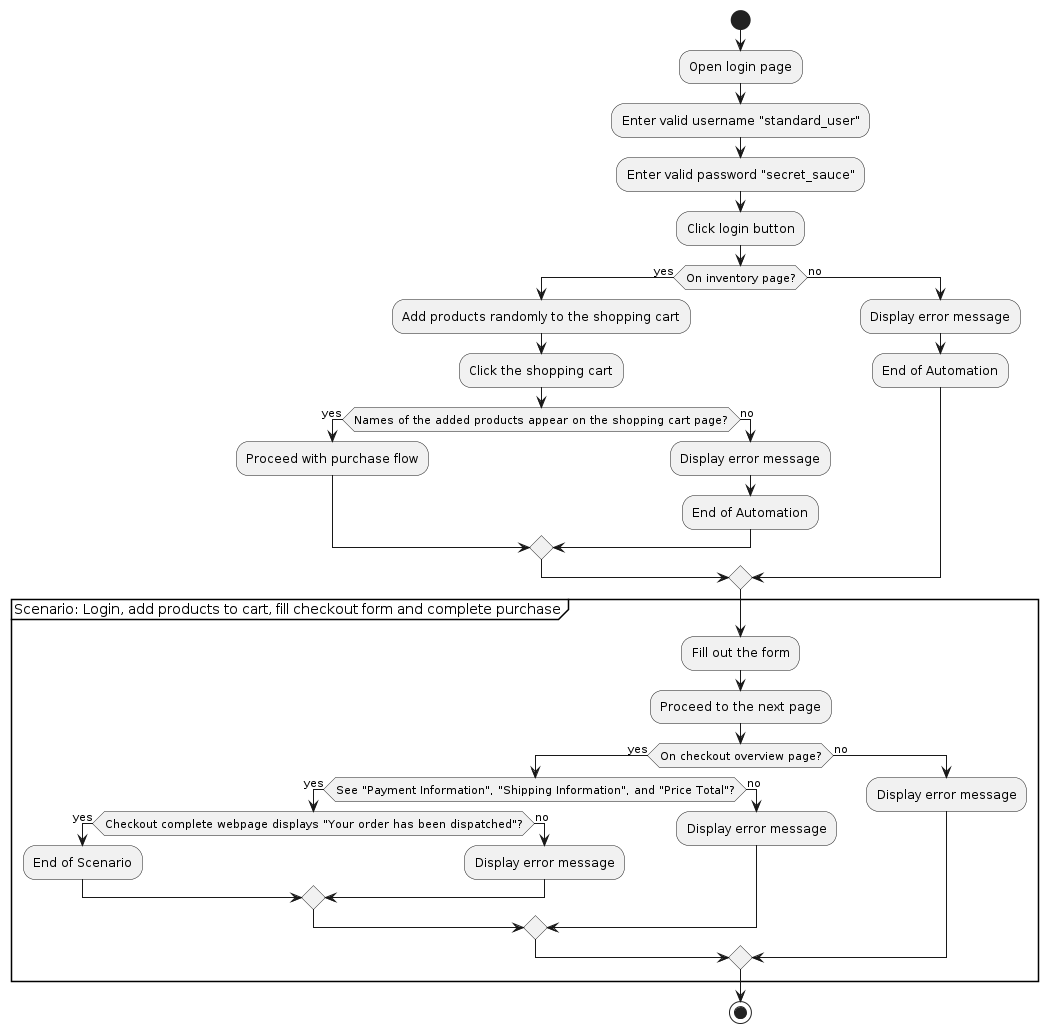 Open login page
Enter valid username "standard_user"
Enter valid password "secret_sauce"
Click login button
yes
On inventory page?
no
Add products randomly to the shopping cart
Display error message
Click the shopping cart
End of Automation
yes
Names of the added products appear on the shopping cart page?
no
Proceed with purchase flow
Display error message
End of Automation
Scenario: Login, add products to cart, fill checkout form and complete purchase
Fill out the form
Proceed to the next page
yes
On checkout overview page?
no
yes
See "Payment Information", "Shipping Information", and "Price Total"?
no
Display error message
yes
Checkout complete webpage displays "Your order has been dispatched"?
no
Display error message
End of Scenario
Display error message